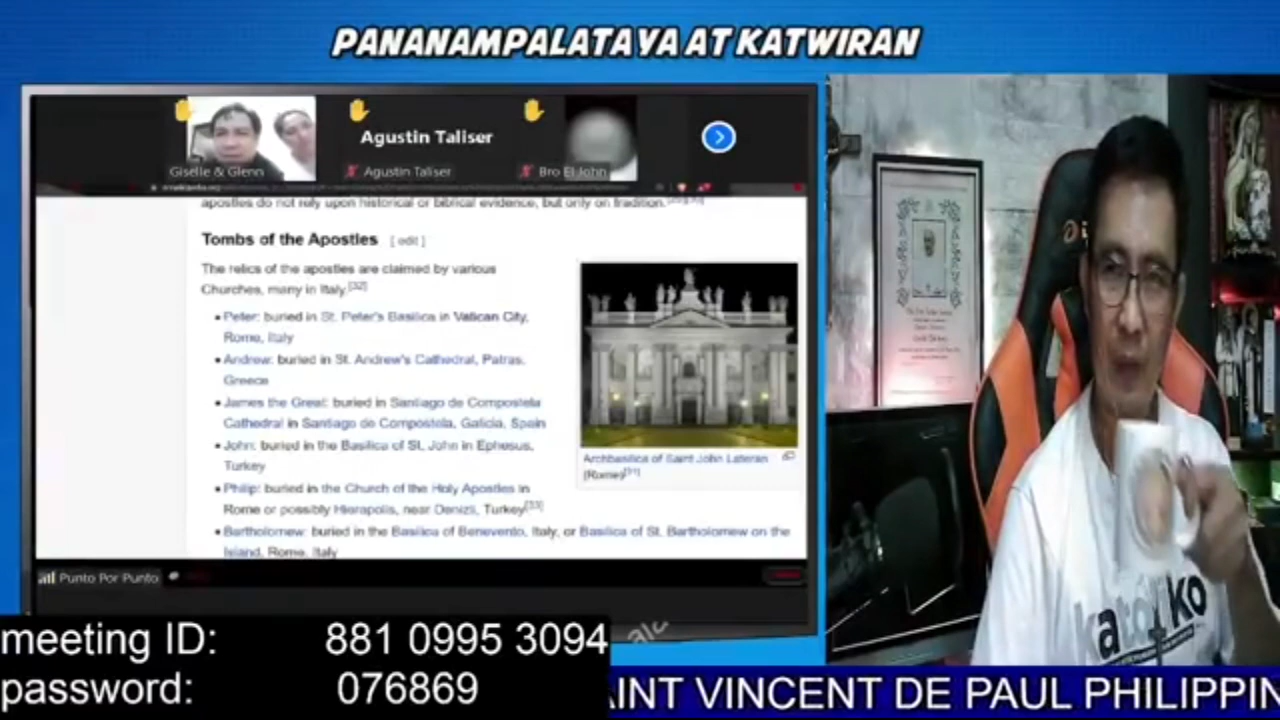 PANANAMPALATAYA AT KATWIRAN
Giselle & Glenn
Agustin Taliser
Agustin Taliser
Bro El John
apostles do not rely upon historical or biblical evidence, but only on tradition.
Tombs of the Apostles [ edit ]
The relics of the apostles are claimed by various
Churches, many in Italy.[32]
• Peter: buried in St. Peter's Basilica in Vatican City,
Rome, Italy
• Andrew: buried in St. Andrew's Cathedral, Patras,
Greece
• James the Great: buried in Santiago de Compostela
Cathedral in Santiago de Compostela, Galicia, Spain
• John: buried in the Basilica of St. John in Ephesus,
Turkey
• Philip: buried in the Church of the Holy Apostles in
Rome or possibly Hierapolis, near Denizli, Turkey[33]
• Bartholomew: buried in the Basilica of Benevento, Italy, or Basilica of St. Bartholomew on the
Island, Rome, Italy
Archbasilica of Saint John Lateran
(Rome)[31]
Punto Por Punto
meeting ID: 881 0995 3094
password: 076869
AINT VINCENT DE PAUL PHILIPPIN